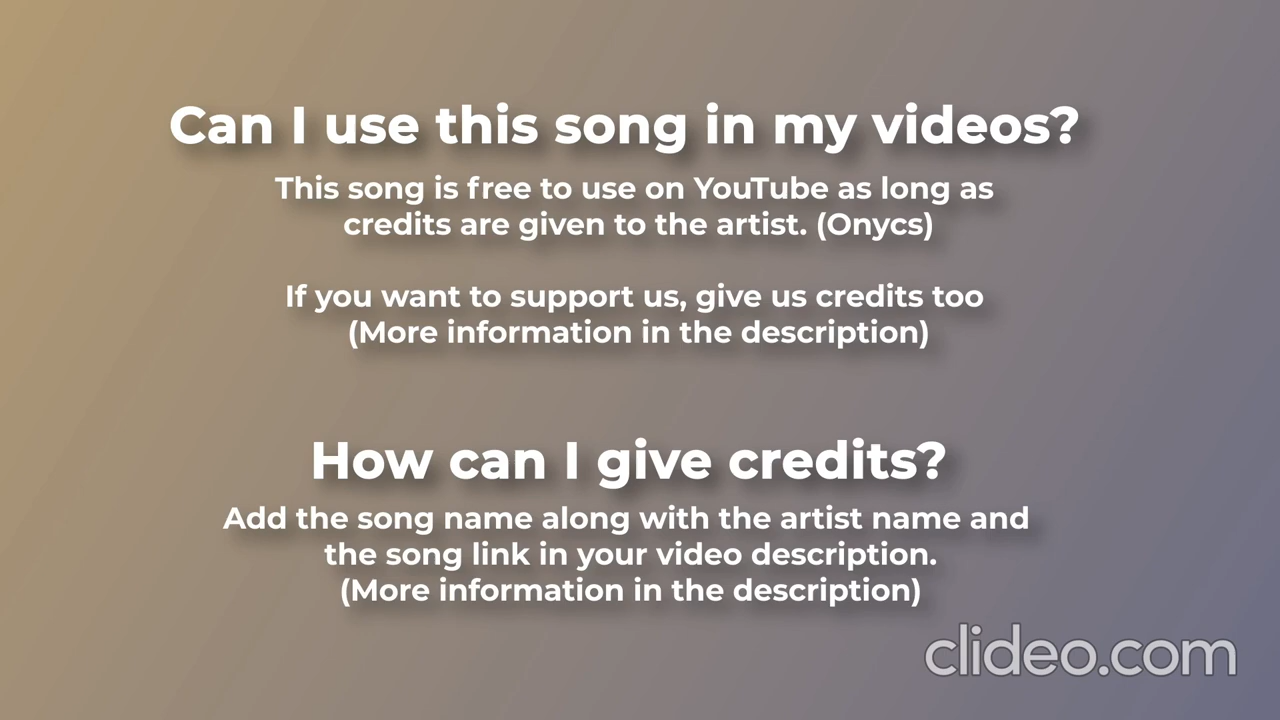 Can I use this song in my videos?
This song is free to use on YouTube as long as
credits are given to the artist. (Onycs)
If you want to support us, give us credits too
(More information in the description)
How can I give credits?
Add the song name along with the artist name and
the song link in your video description.
(More information in the description)
clideo.com